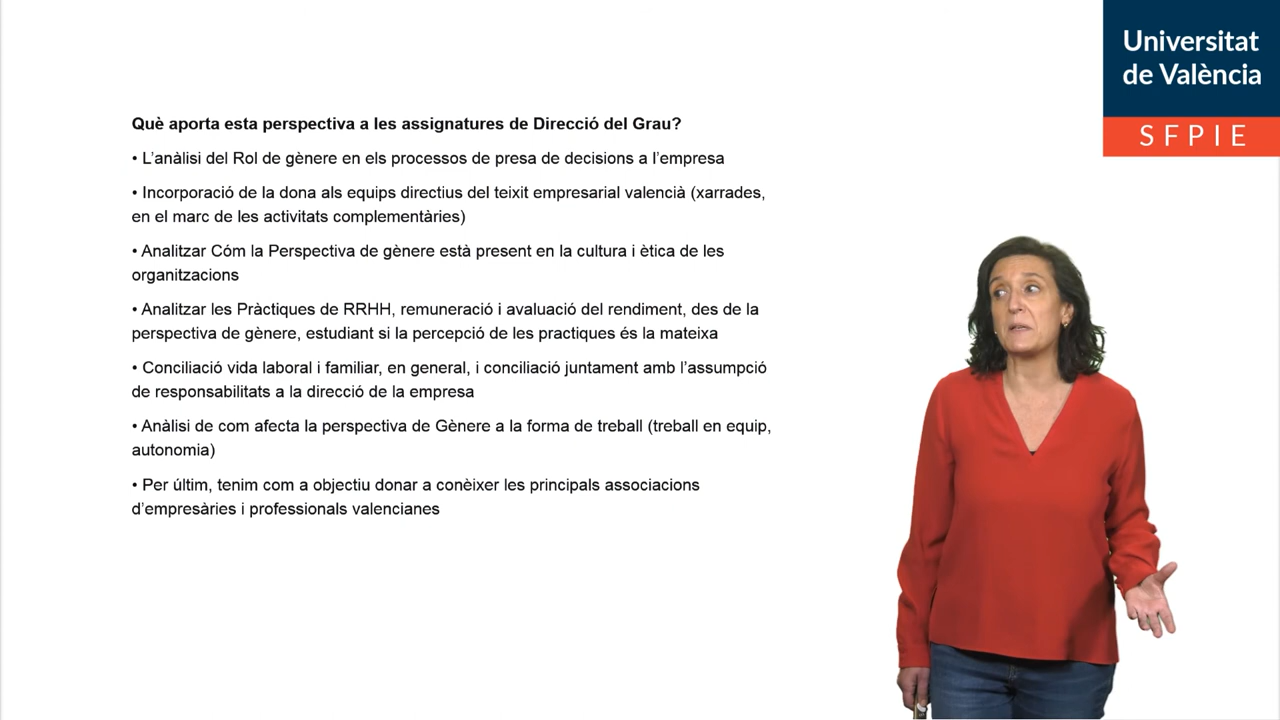 Universitat
de València
SFPIE
Què aporta esta perspectiva a les assignatures de Direcció del Grau?
• L’anàlisi del Rol de gènere en els processos de presa de decisions a l’empresa
• Incorporació de la dona als equips directius del teixit empresarial valencià (xarrades,
en el marc de les activitats complementàries)
• Analitzar Cóm la Perspectiva de gènere està present en la cultura i ètica de les
organitzacions
• Analitzar les Pràctiques de RRHH, remuneració i avaluació del rendiment, des de la
perspectiva de gènere, estudiant si la percepció de les practiques és la mateixa
• Conciliació vida laboral i familiar, en general, i conciliació juntament amb l’assumpció
de responsabilitats a la direcció de la empresa
• Anàlisi de com afecta la perspectiva de Gènere a la forma de treball (treball en equip,
autonomia)
• Per últim, tenim com a objectiu donar a conèixer les principals associacions
d’empresàries i professionals valencianes